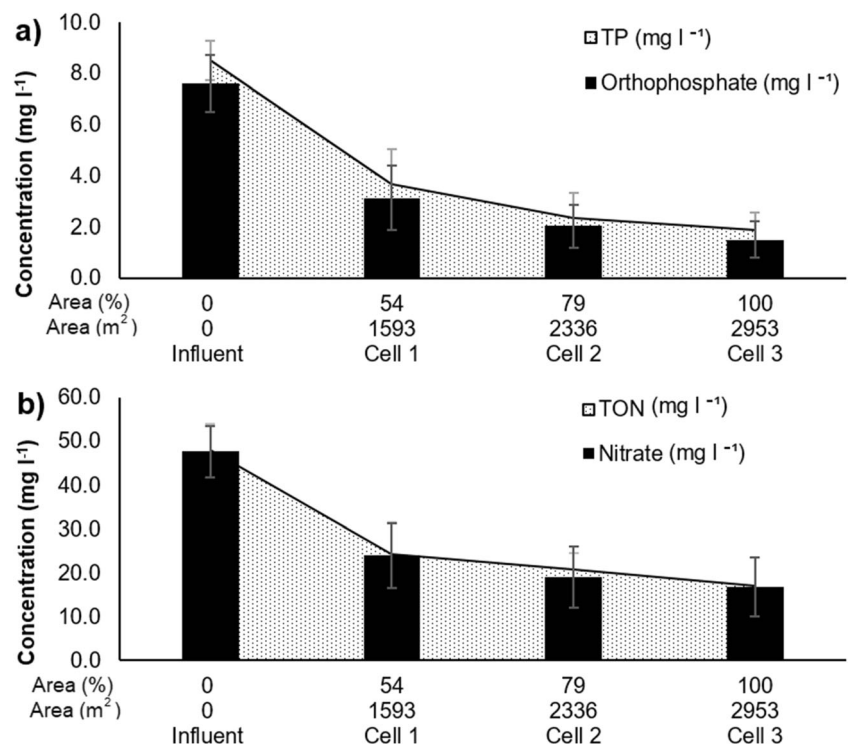 a)
Concentration (mg l⁻¹)
10.0
8.0
6.0
4.0
2.0
0.0
TP (mg l ⁻¹)
Orthophosphate (mg l ⁻¹)
Area (%) 0 54 79 100
Area (m²) 0 1593 2336 2953
Influent Cell 1 Cell 2 Cell 3
b)
Concentration (mg l⁻¹)
60.0
50.0
40.0
30.0
20.0
10.0
0.0
TON (mg l ⁻¹)
Nitrate (mg l ⁻¹)
Area (%) 0 54 79 100
Area (m²) 0 1593 2336 2953
Influent Cell 1 Cell 2 Cell 3